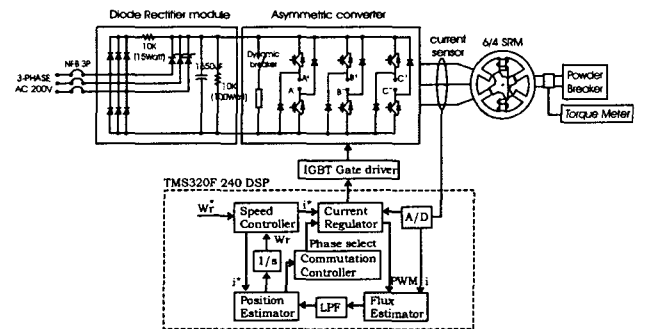 Diode Rectifier module
Asymmetric converter
current
sensor
6/4 SRM
NFB 3P
10K
(15Watt)
3-PHASE
AC 200V
1650uF
10K
(100Watt)
Dynamic
breaker
A'
B'
C'
A
B
C
Powder
Breaker
Torque Meter
IGBT Gate driver
TMS320F 240 DSP
Wr*
Speed
Controller
i*
Current
Regulator
A/D
Wr
Phase select
1/s
Commutation
Controller
i*
PWM
i
Position
Estimator
LPF
Flux
Estimator